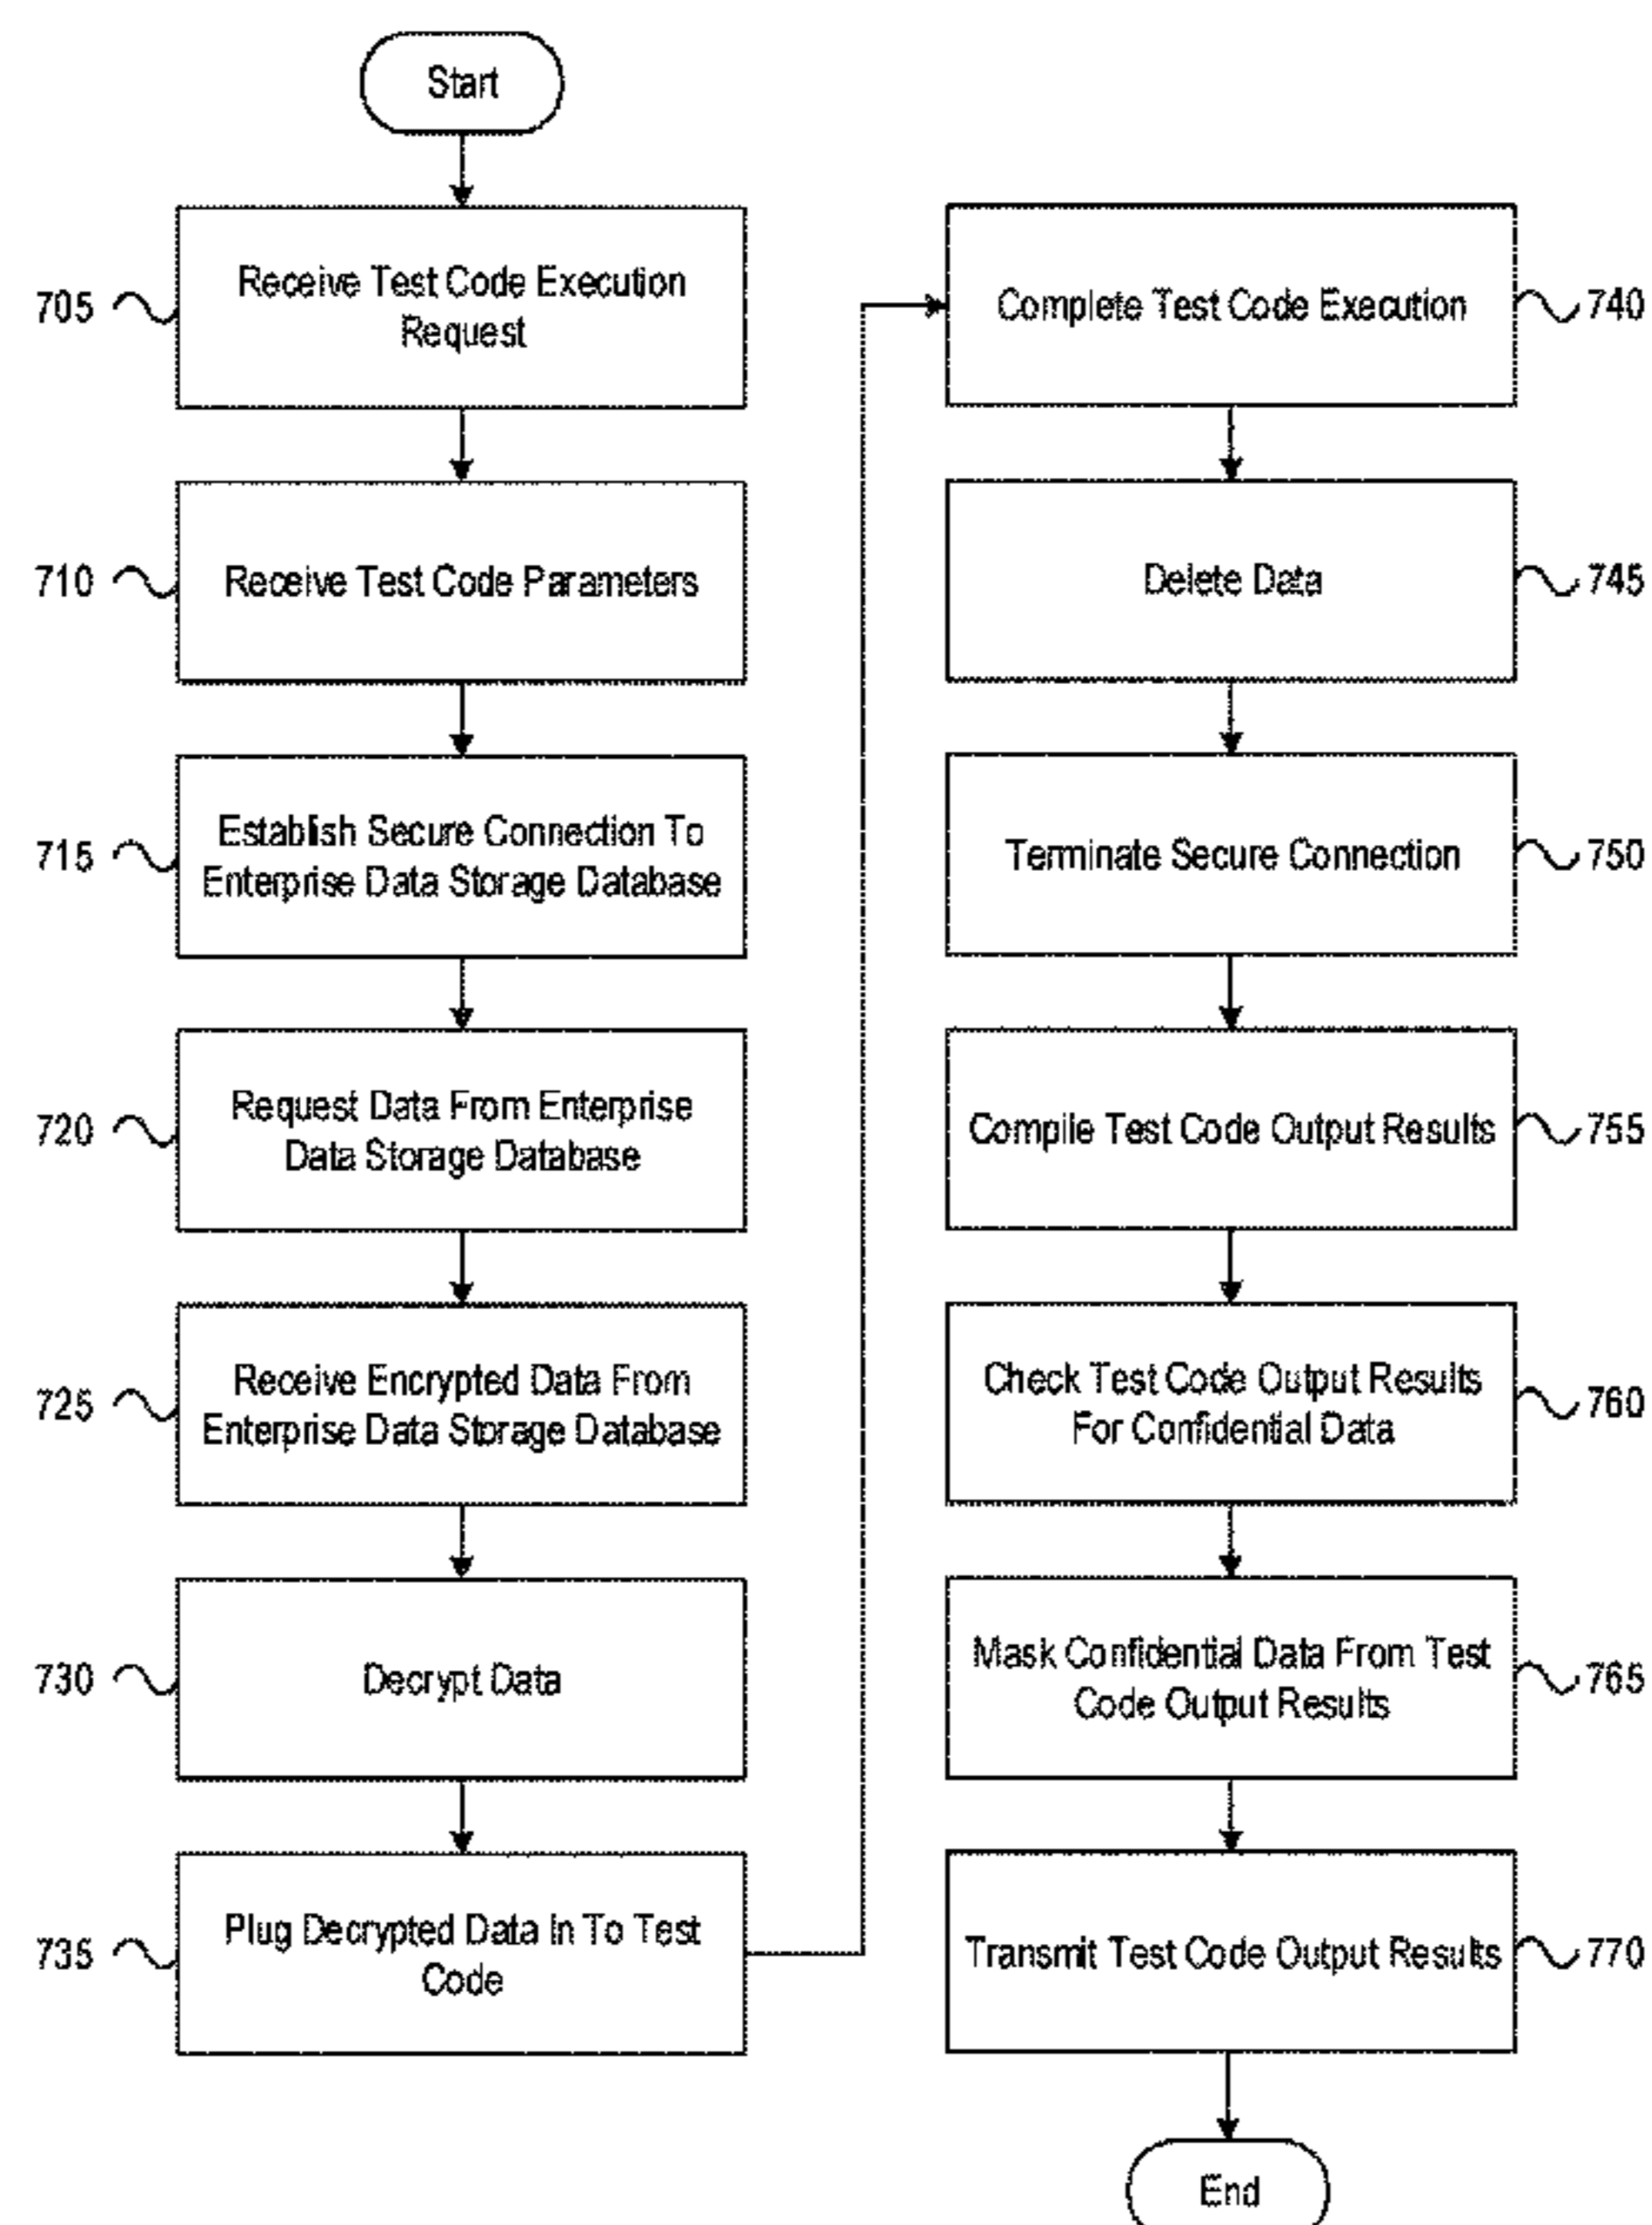 Start
705
Receive Test Code Execution
Request
710
Receive Test Code Parameters
715
Establish Secure Connection To
Enterprise Data Storage Database
720
Request Data From Enterprise
Data Storage Database
725
Receive Encrypted Data From
Enterprise Data Storage Database
730
Decrypt Data
735
Plug Decrypted Data In To Test
Code
Complete Test Code Execution
740
Delete Data
745
Terminate Secure Connection
750
Compile Test Code Output Results
755
Check Test Code Output Results
For Confidential Data
760
Mask Confidential Data From Test
Code Output Results
765
Transmit Test Code Output Results
770
End